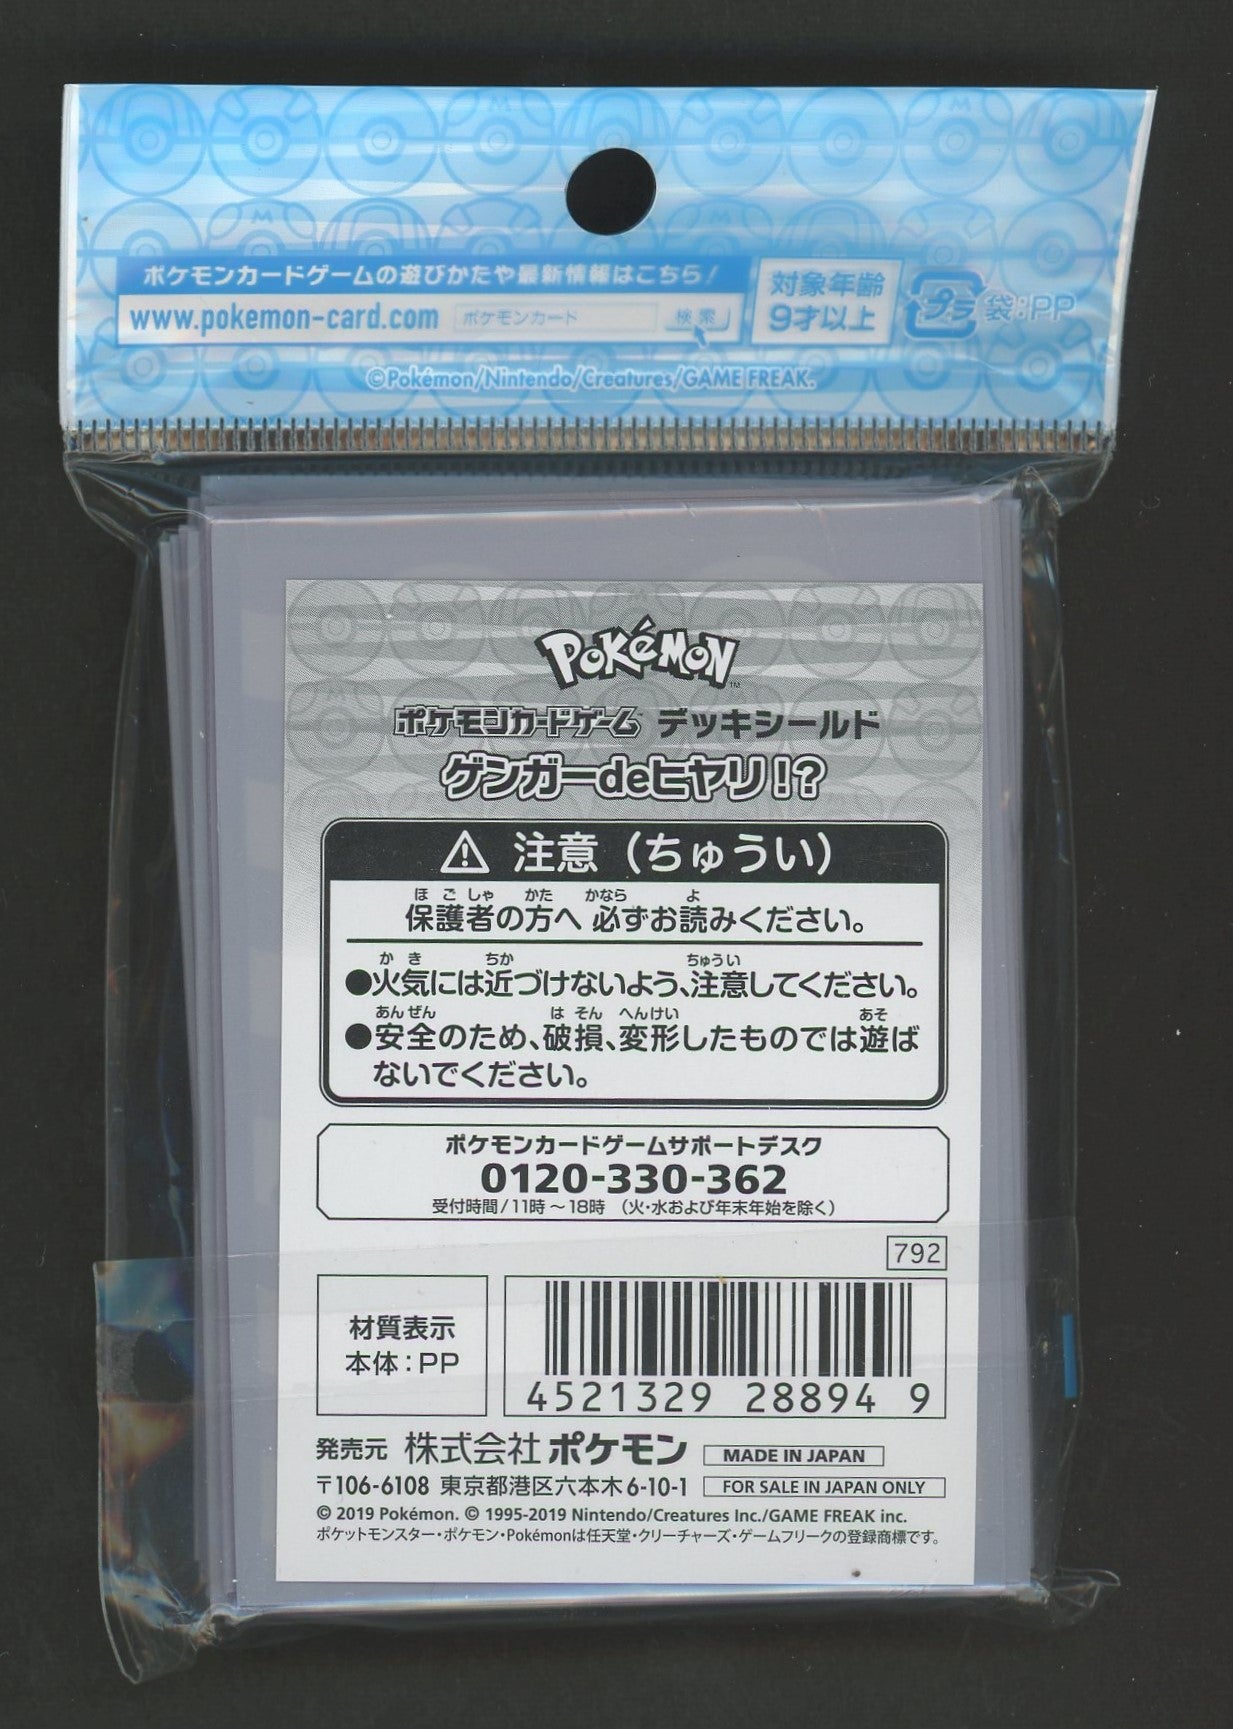 ポケモンカードゲームの遊びかたや最新情報はこちら!
www.pokemon-card.com ポケモンカード 検索
対象年齢
9才以上
プラ 袋:PP
©Pokémon/Nintendo/Creatures/GAME FREAK.
POKéMON™
ポケモンカードゲーム デッキシールド
ゲンガーdeヒヤリ!?
⚠ 注意(ちゅうい)
ほごしゃ かた かなら よ
保護者の方へ 必ずお読みください。
かき ちか ちゅうい
●火気には近づけないよう、注意してください。
あんぜん はそん へんけい あそ
●安全のため、破損、変形したものでは遊ば
ないでください。
ポケモンカードゲームサポートデスク
0120-330-362
受付時間/11時〜18時 (火・水および年末年始を除く)
792
材質表示
本体:PP
4521329 288949
発売元 株式会社ポケモン MADE IN JAPAN
〒106-6108 東京都港区六本木6-10-1 FOR SALE IN JAPAN ONLY
© 2019 Pokémon. © 1995-2019 Nintendo/Creatures Inc./GAME FREAK inc.
ポケットモンスター・ポケモン・Pokémonは任天堂・クリーチャーズ・ゲームフリークの登録商標です。